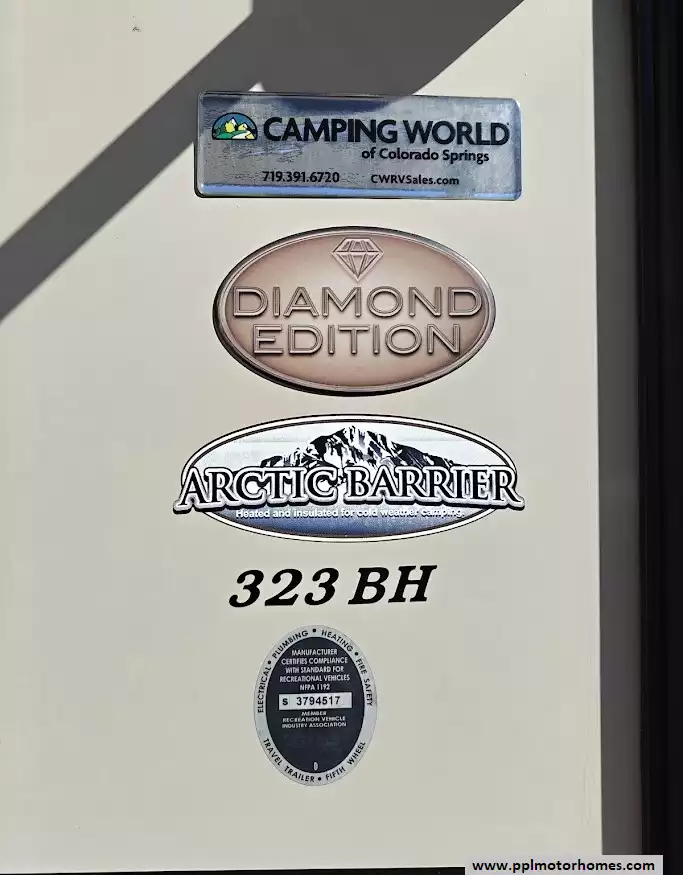 CAMPING WORLD
of Colorado Springs
719.391.6720 CWRVSales.com
DIAMOND
EDITION
ARCTIC BARRIER
Heated and insulated for cold weather camping.
323 BH
ELECTRICAL • PLUMBING • HEATING • FIRE SAFETY
MANUFACTURER
CERTIFIES COMPLIANCE
WITH STANDARD FOR
RECREATIONAL VEHICLES
NFPA 1192
S 3794517
MEMBER
RECREATION VEHICLE
INDUSTRY ASSOCIATION
D
TRAVEL TRAILER • FIFTH WHEEL
www.pplmotorhomes.com